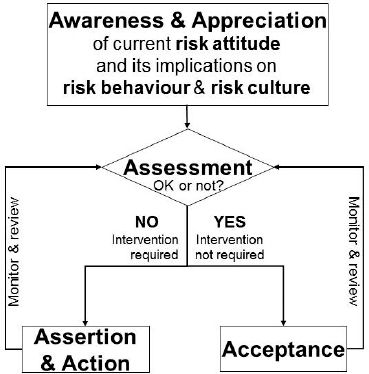 Awareness & Appreciation
of current risk attitude
and its implications on
risk behaviour & risk culture
Assessment
OK or not?
NO
Intervention
required
YES
Intervention
not required
Monitor & review
Monitor
& review
Assertion
& Action
Acceptance